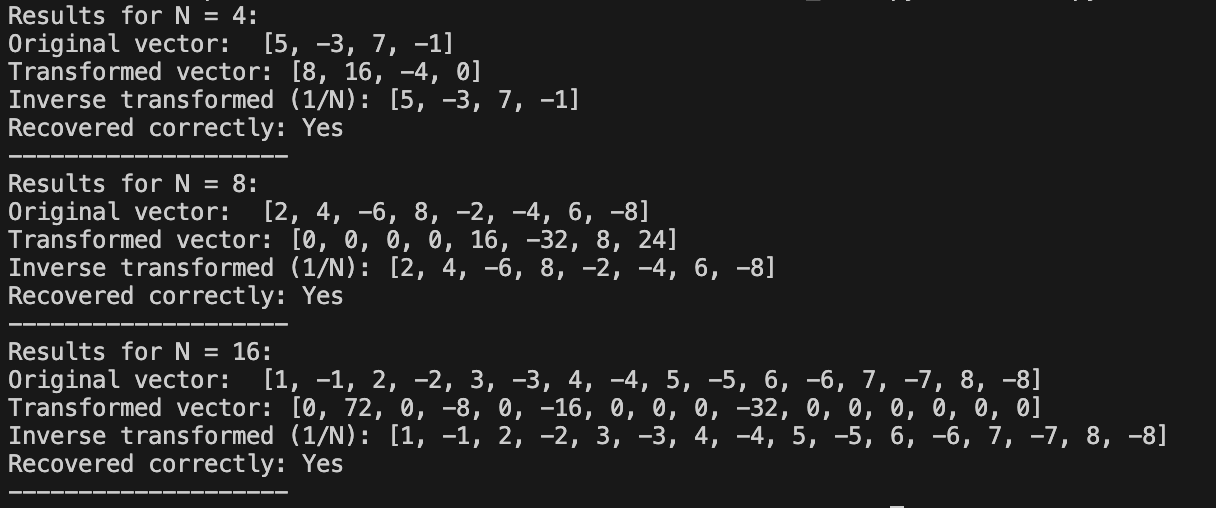 Results for N = 4:
Original vector:  [5, -3, 7, -1]
Transformed vector: [8, 16, -4, 0]
Inverse transformed (1/N): [5, -3, 7, -1]
Recovered correctly: Yes
--------------------
Results for N = 8:
Original vector:  [2, 4, -6, 8, -2, -4, 6, -8]
Transformed vector: [0, 0, 0, 0, 16, -32, 8, 24]
Inverse transformed (1/N): [2, 4, -6, 8, -2, -4, 6, -8]
Recovered correctly: Yes
--------------------
Results for N = 16:
Original vector:  [1, -1, 2, -2, 3, -3, 4, -4, 5, -5, 6, -6, 7, -7, 8, -8]
Transformed vector: [0, 72, 0, -8, 0, -16, 0, 0, 0, -32, 0, 0, 0, 0, 0, 0]
Inverse transformed (1/N): [1, -1, 2, -2, 3, -3, 4, -4, 5, -5, 6, -6, 7, -7, 8, -8]
Recovered correctly: Yes
--------------------